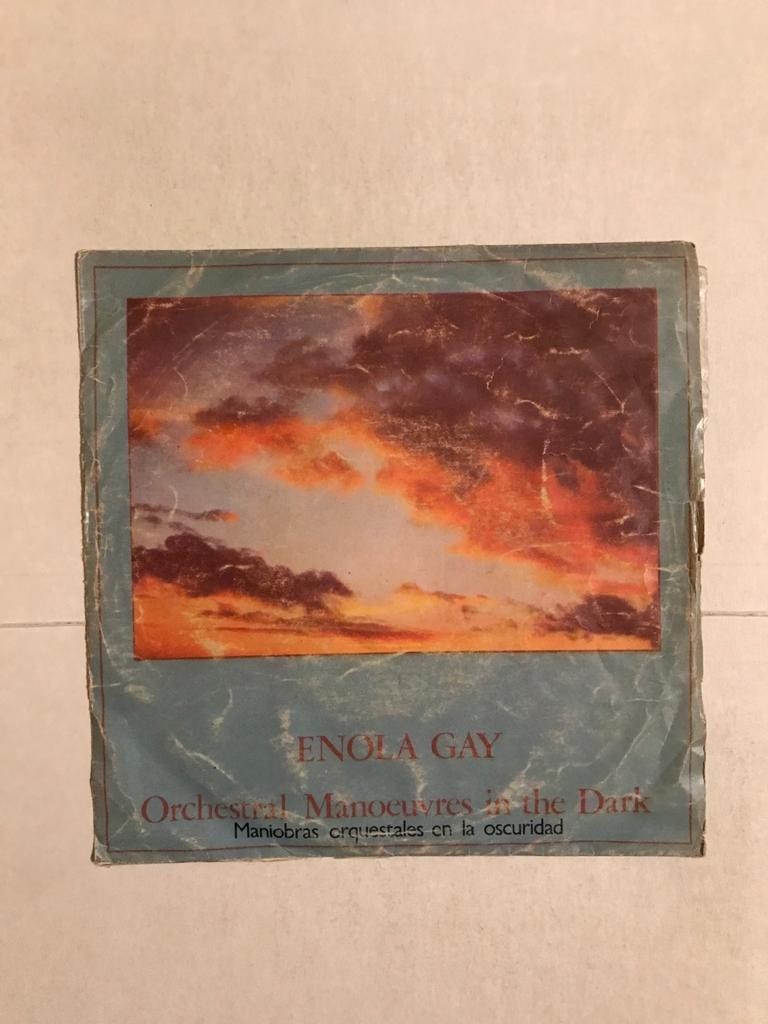 ENOLA GAY
Orchestral Manoeuvres in the Dark
Maniobras orquestales en la oscuridad